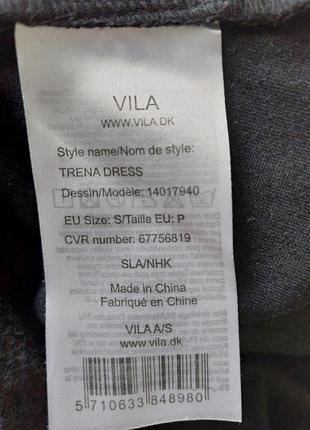 VILA
WWW.VILA.DK
Style name/Nom de style:
TRENA DRESS
Dessin/Modèle: 14017940
EU Size: S/Taille EU: P
CVR number: 67756819
SLA/NHK
Made in China
Fabriqué en Chine
VILA A/S
www.vila.dk
5 710633 848980